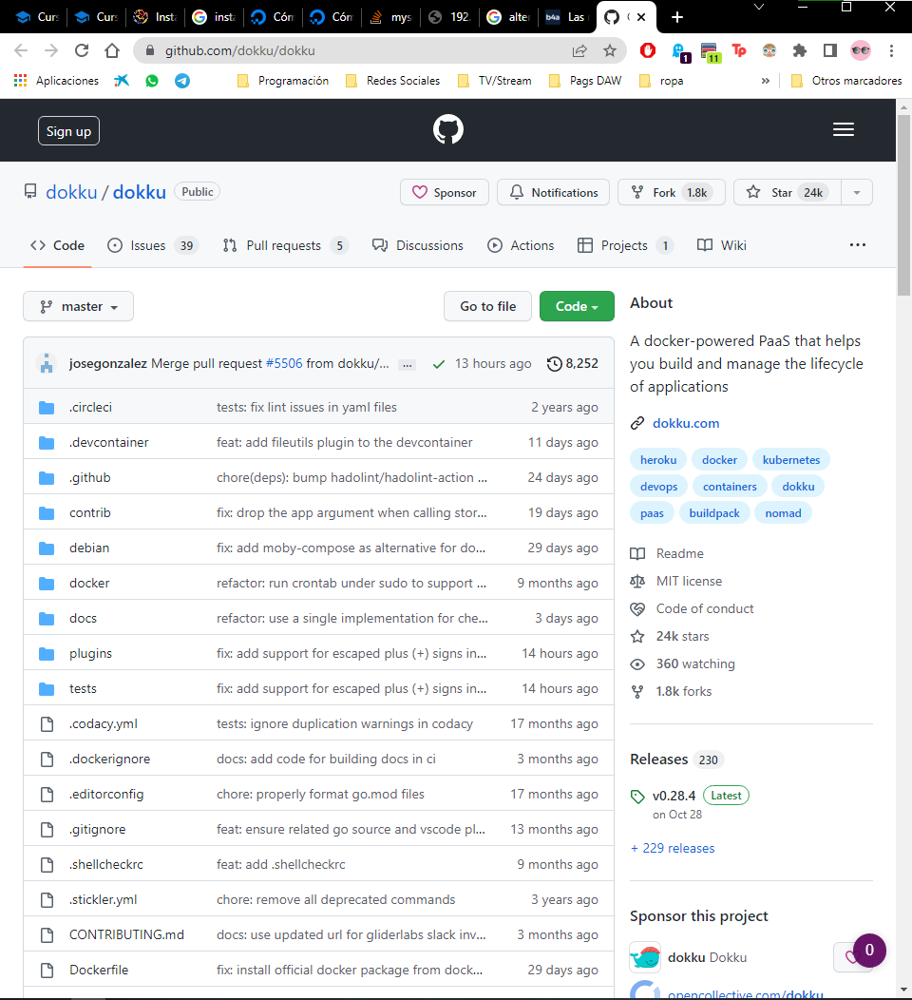 Curs Curs Inst insta Cór Cór mys 192. alter b4a Las
github.com/dokku/dokku 1 11 Tp
Aplicaciones Programación Redes Sociales TV/Stream Pags DAW ropa » Otros marcadores
Sign up
dokku / dokku Public Sponsor Notifications Fork 1.8k Star 24k
Code Issues 39 Pull requests 5 Discussions Actions Projects 1 Wiki ...
master Go to file Code
josegonzalez Merge pull request #5506 from dokku/... ... 13 hours ago 8,252
.circleci tests: fix lint issues in yaml files 2 years ago
.devcontainer feat: add fileutils plugin to the devcontainer 11 days ago
.github chore(deps): bump hadolint/hadolint-action ... 24 days ago
contrib fix: drop the app argument when calling stor... 19 days ago
debian fix: add moby-compose as alternative for do... 29 days ago
docker refactor: run crontab under sudo to support ... 9 months ago
docs refactor: use a single implementation for che... 3 days ago
plugins fix: add support for escaped plus (+) signs in... 14 hours ago
tests fix: add support for escaped plus (+) signs in... 14 hours ago
.codacy.yml tests: ignore duplication warnings in codacy 17 months ago
.dockerignore docs: add code for building docs in ci 3 months ago
.editorconfig chore: properly format go.mod files 17 months ago
.gitignore feat: ensure related go source and vscode pl... 13 months ago
.shellcheckrc feat: add .shellcheckrc 9 months ago
.stickler.yml chore: remove all deprecated commands 3 years ago
CONTRIBUTING.md docs: use updated url for gliderlabs slack inv... 3 months ago
Dockerfile fix: install official docker package from dock... 29 days ago
About
A docker-powered PaaS that helps
you build and manage the lifecycle
of applications
dokku.com
heroku docker kubernetes
devops containers dokku
paas buildpack nomad
Readme
MIT license
Code of conduct
24k stars
360 watching
1.8k forks
Releases 230
v0.28.4 Latest
on Oct 28
+ 229 releases
Sponsor this project
dokku Dokku 0
opencollective.com/dokku